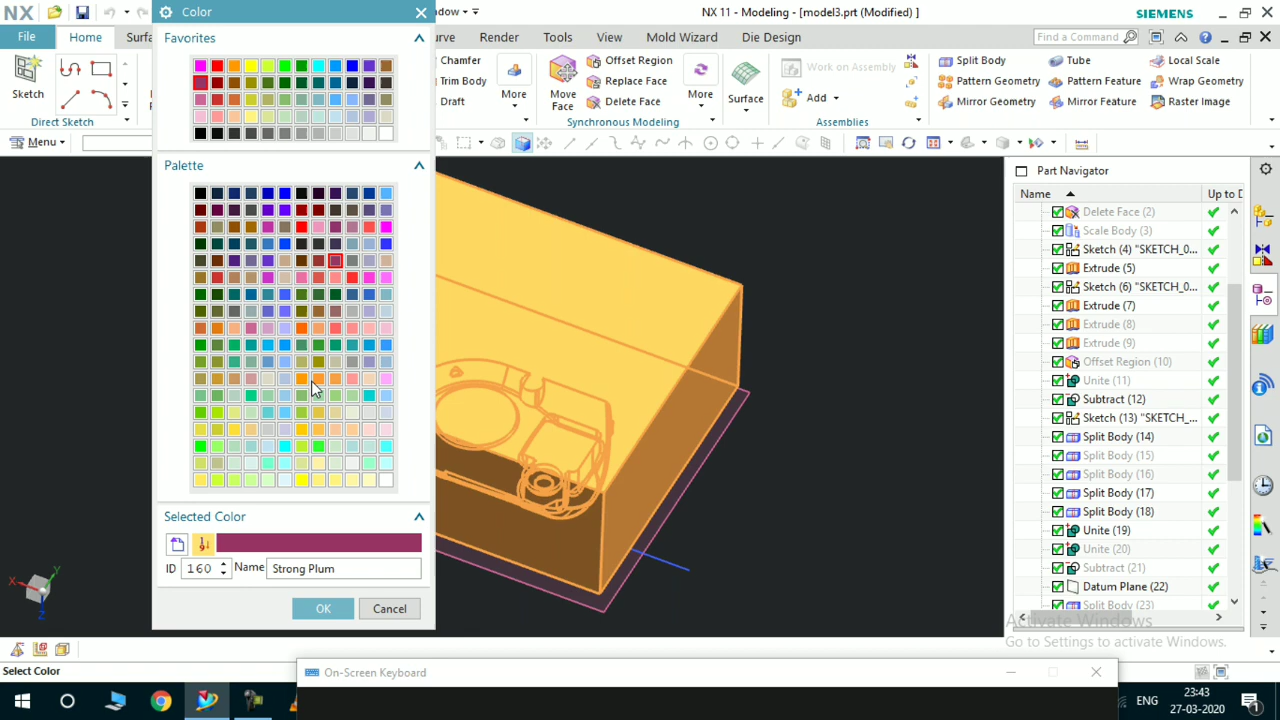 NX
Color
ndow
NX 11 - Modeling - [model3.prt (Modified) ]
SIEMENS
File
Home
Surfa
urve
Render
Tools
View
Mold Wizard
Die Design
Find a Command
Favorites
Sketch
Direct Sketch
Chamfer
Trim Body
Draft
More
Move
Face
Offset Region
Replace Face
Delete Face
More
Synchronous Modeling
Surface
Work on Assembly
Add
Assemblies
Split Body
Pattern Geometry
Mirror Geometry
Tube
Pattern Feature
Mirror Feature
Local Scale
Wrap Geometry
Raster Image
Menu
Palette
Part Navigator
Name
Up to D
Delete Face (2)
Scale Body (3)
Sketch (4) "SKETCH_0...
Extrude (5)
Sketch (6) "SKETCH_0...
Extrude (7)
Extrude (8)
Extrude (9)
Offset Region (10)
Unite (11)
Subtract (12)
Sketch (13) "SKETCH_...
Split Body (14)
Split Body (15)
Split Body (16)
Split Body (17)
Split Body (18)
Unite (19)
Unite (20)
Subtract (21)
Datum Plane (22)
Split Body (23)
Selected Color
ID 160 Name Strong Plum
OK
Cancel
X
Y
Z
Activate Windows
Go to Settings to activate Windows.
Select Color
On-Screen Keyboard
ENG
23:43
27-03-2020
1